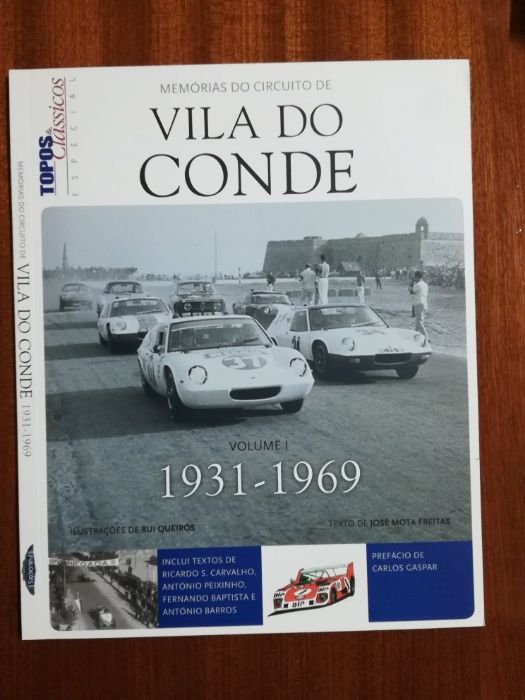 MEMÓRIAS DO CIRCUITO DE
VILA DO
CONDE
TOPOS &
Clássicos
ESPECIAL
MEMÓRIAS DO CIRCUITO DE VILA DO CONDE 1931-1969
37
VOLUME I
1931-1969
ILUSTRAÇÕES DE RUI QUEIRÓS
TEXTO DE JOSÉ MOTA FREITAS
INCLUI TEXTOS DE
RICARDO S. CARVALHO,
ANTÓNIO PEIXINHO,
FERNANDO BAPTISTA E
ANTÓNIO BARROS
PREFÁCIO DE
CARLOS GASPAR